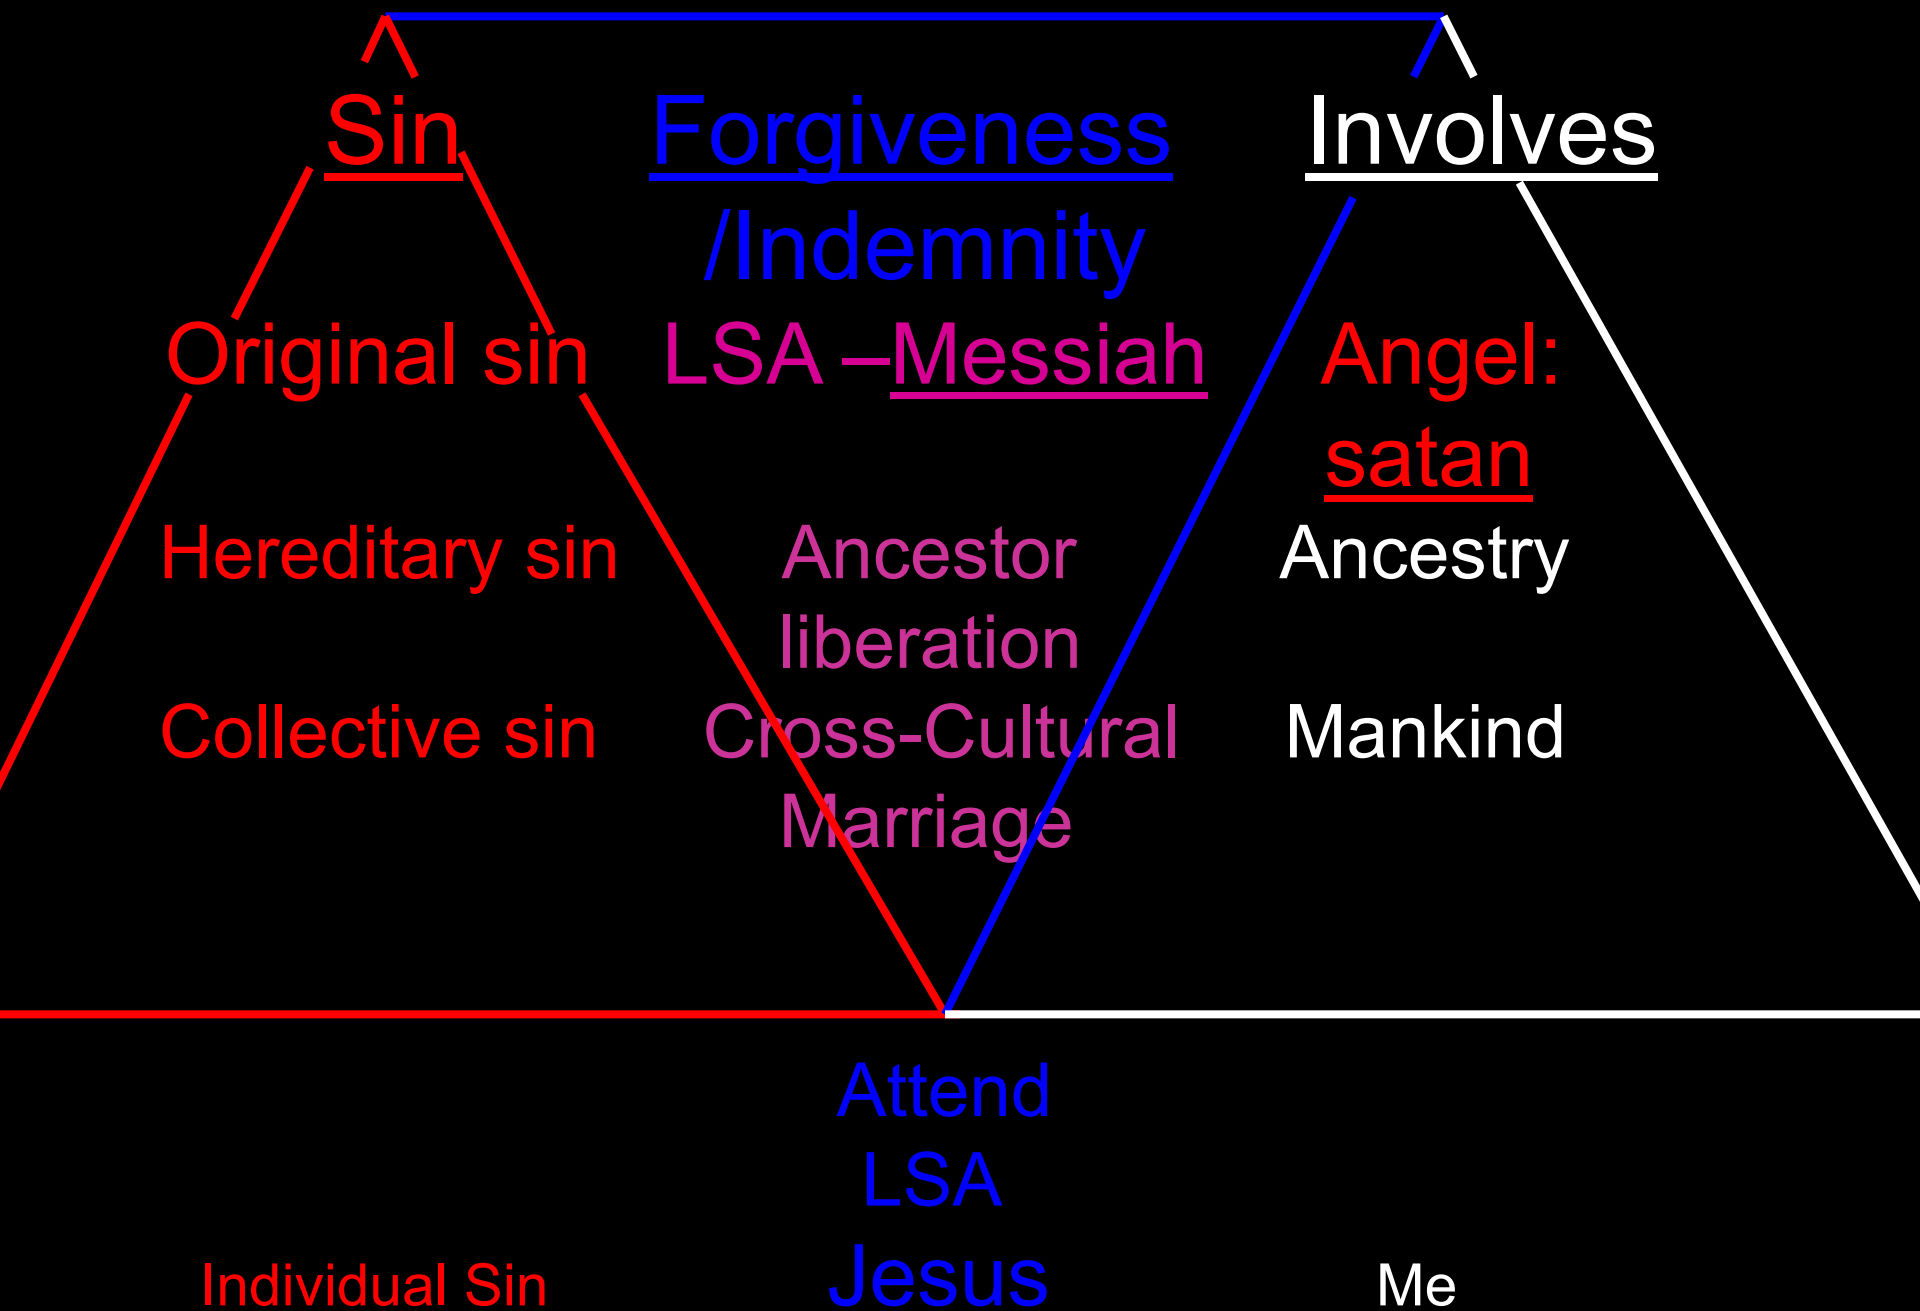 Sin Forgiveness Involves
/Indemnity
Original sin LSA –Messiah Angel:
satan
Hereditary sin Ancestor Ancestry
liberation
Collective sin Cross-Cultural Mankind
Marriage
Attend
LSA
Individual Sin Jesus Me